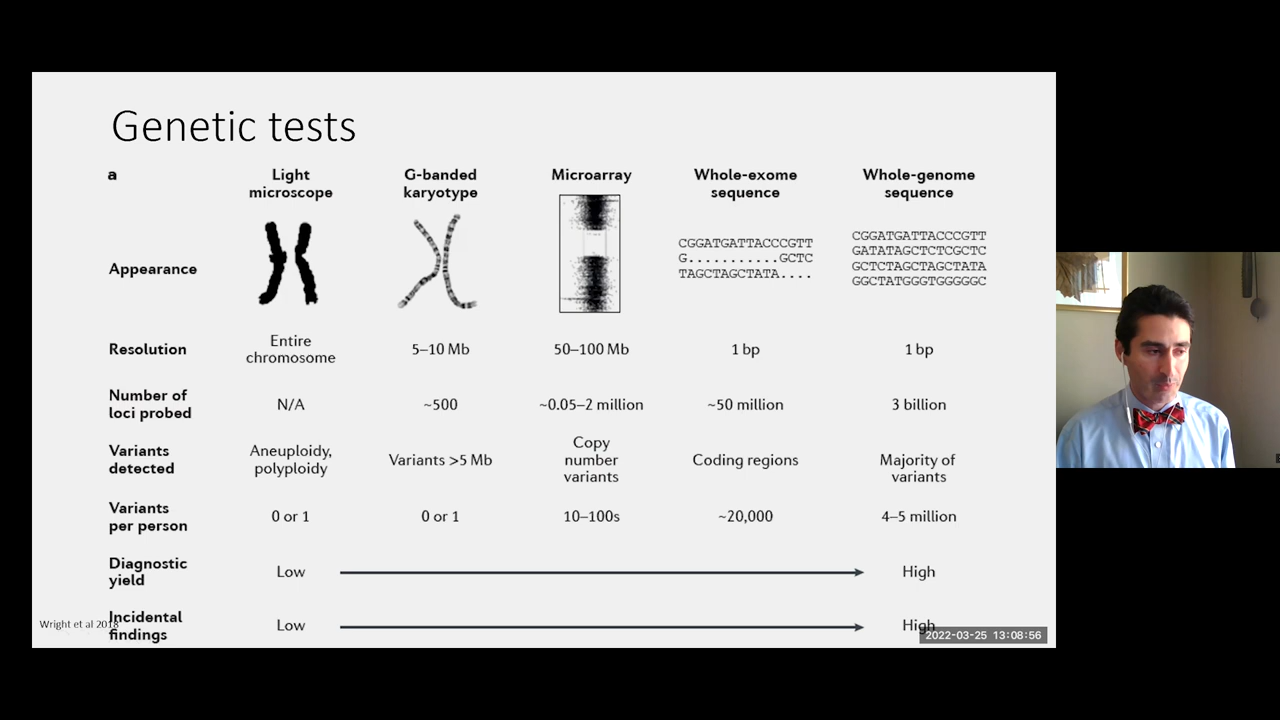 Genetic tests
a
Light
microscope
G-banded
karyotype
Microarray
Whole-exome
sequence
Whole-genome
sequence
Appearance
CGGATGATTACCCGTT
G...........GCTC
TAGCTAGCTATA....
CGGATGATTACCCGTT
GATATAGCTCTCGCTC
GCTCTAGCTAGCTATA
GGCTATGGGTGGGGGC
Resolution
Entire
chromosome
5–10 Mb
50–100 Mb
1 bp
1 bp
Number of
loci probed
N/A
~500
~0.05–2 million
~50 million
3 billion
Variants
detected
Aneuploidy,
polyploidy
Variants >5 Mb
Copy
number
variants
Coding regions
Majority of
variants
Variants
per person
0 or 1
0 or 1
10–100s
~20,000
4–5 million
Diagnostic
yield
Low
High
Incidental
findings
Low
High
Wright et al 2018
2022-03-25 13:08:56